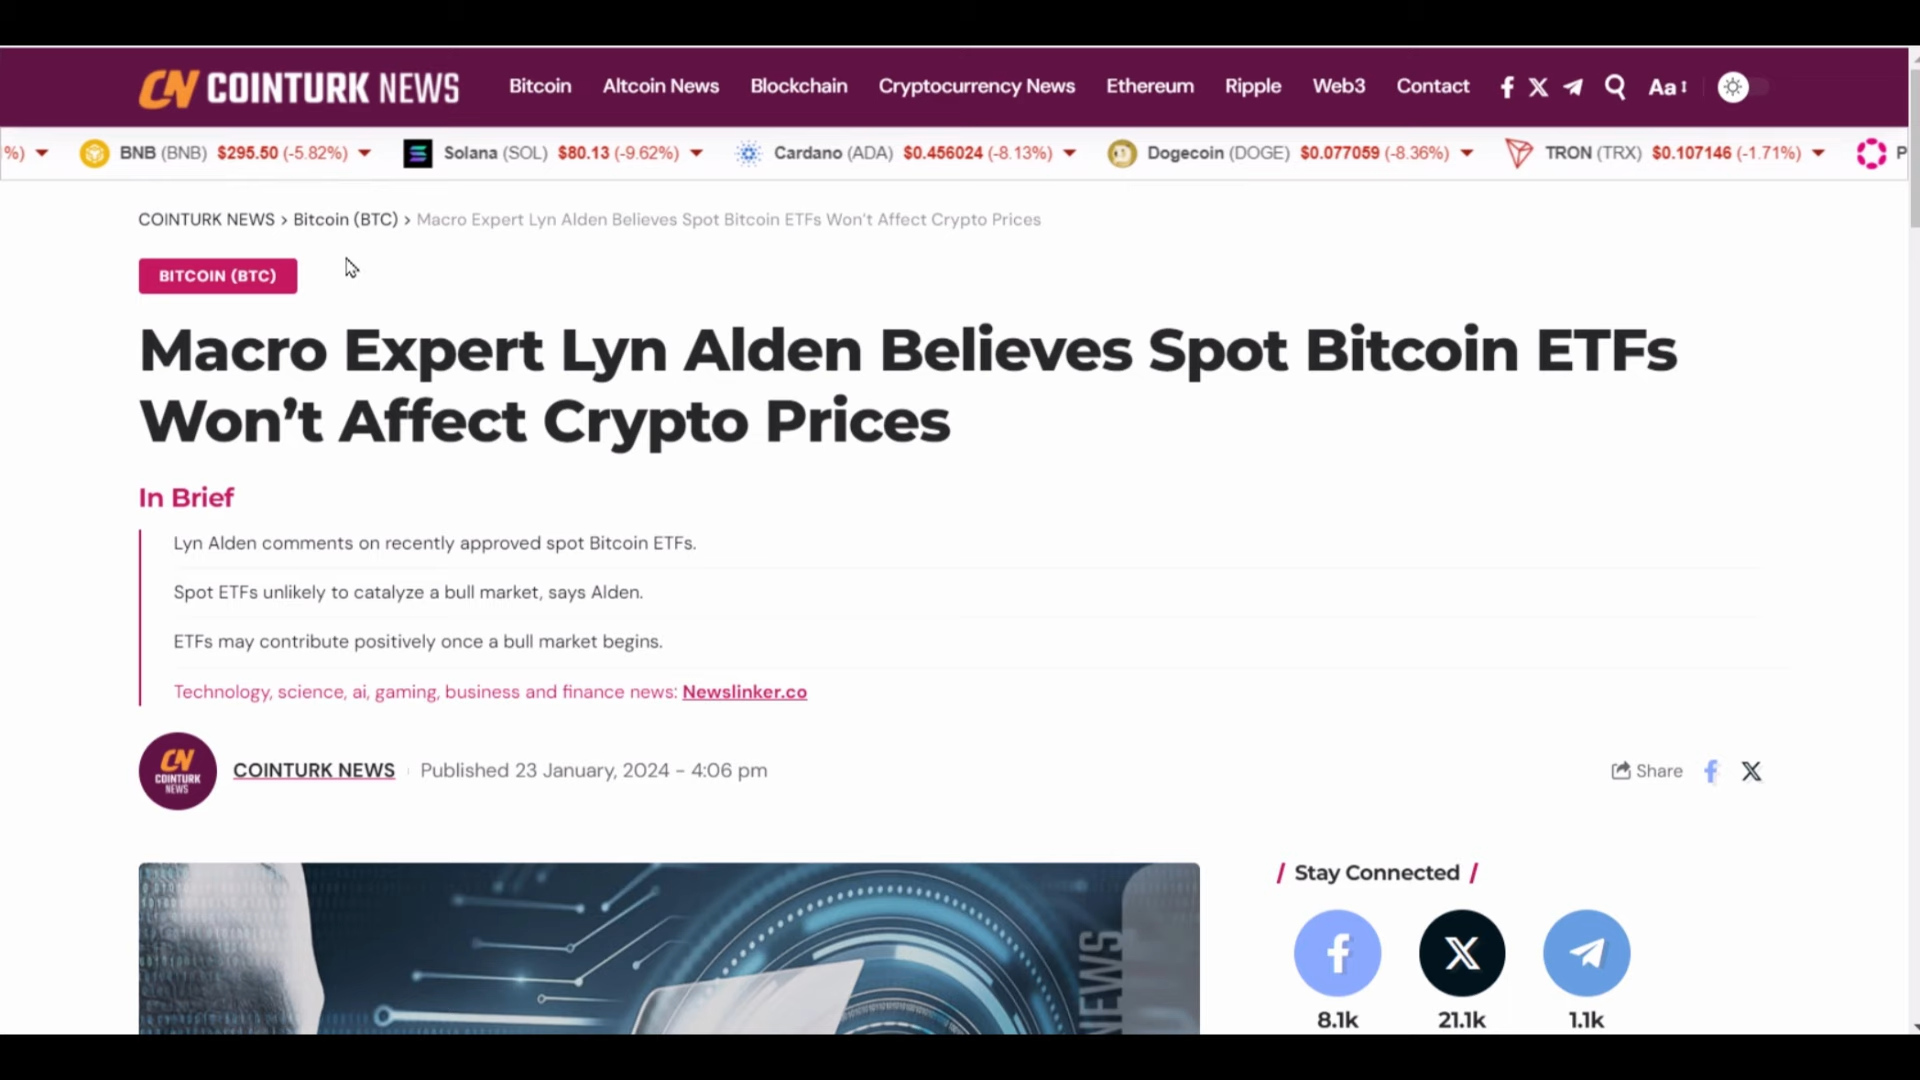 CN COINTURK NEWS Bitcoin Altcoin News Blockchain Cryptocurrency News Ethereum Ripple Web3 Contact Aa
%) BNB (BNB) $295.50 (-5.82%) Solana (SOL) $80.13 (-9.62%) Cardano (ADA) $0.456024 (-8.13%) Dogecoin (DOGE) $0.077059 (-8.36%) TRON (TRX) $0.107146 (-1.71%) P
COINTURK NEWS > Bitcoin (BTC) > Macro Expert Lyn Alden Believes Spot Bitcoin ETFs Won't Affect Crypto Prices
BITCOIN (BTC)
Macro Expert Lyn Alden Believes Spot Bitcoin ETFs
Won’t Affect Crypto Prices
In Brief
Lyn Alden comments on recently approved spot Bitcoin ETFs.
Spot ETFs unlikely to catalyze a bull market, says Alden.
ETFs may contribute positively once a bull market begins.
Technology, science, ai, gaming, business and finance news: Newslinker.co
CN
COINTURK
NEWS
COINTURK NEWS Published 23 January, 2024 - 4:06 pm
Share
/ Stay Connected /
NEWS
8.1k 21.1k 1.1k